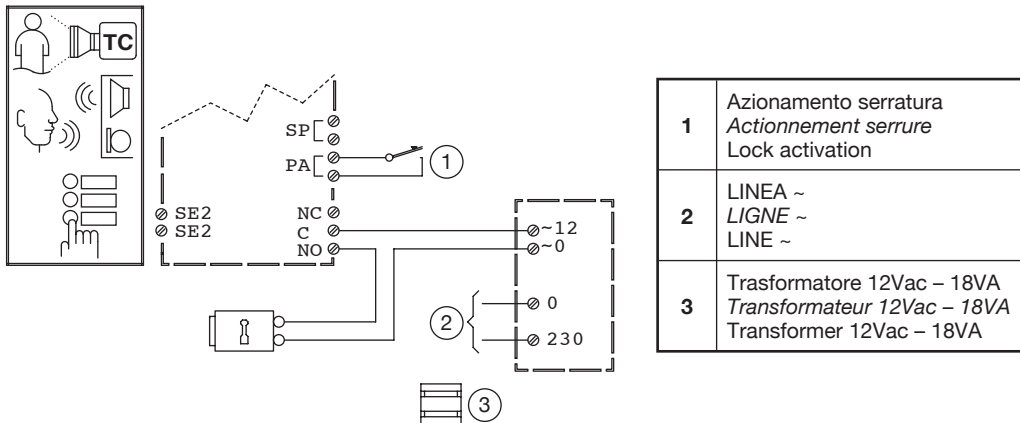 TC
SP
PA
1
SE2
SE2
NC
C
NO
~12
~0
2
0
230
3
1
Azionamento serratura
Actionnement serrure
Lock activation
2
LINEA ~
LIGNE ~
LINE ~
3
Trasformatore 12Vac – 18VA
Transformateur 12Vac – 18VA
Transformer 12Vac – 18VA